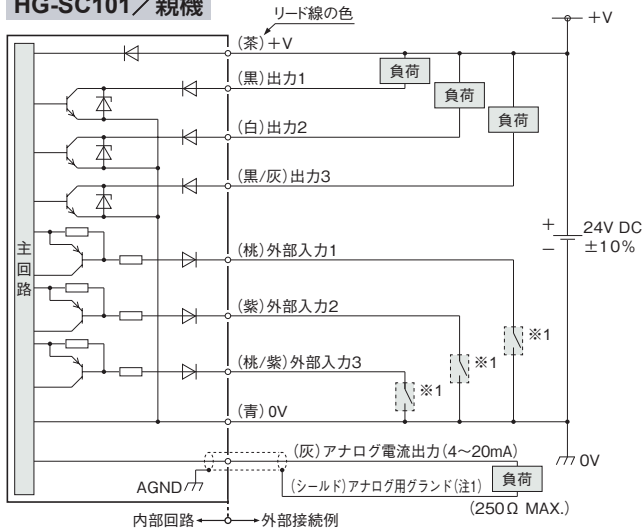 HG-SC101／親機
リード線の色
+V
(茶)+V
(黒)出力1
負荷
(白)出力2
負荷
(黒/灰)出力3
負荷
主回路
(桃)外部入力1
+
−
24V DC
±10%
(紫)外部入力2
※1
(桃/紫)外部入力3
※1
※1
(青)0V
(灰)アナログ電流出力(4〜20mA)
0V
AGND
(シールド)アナログ用グランド(注1)
負荷
(250Ω MAX.)
内部回路
外部接続例